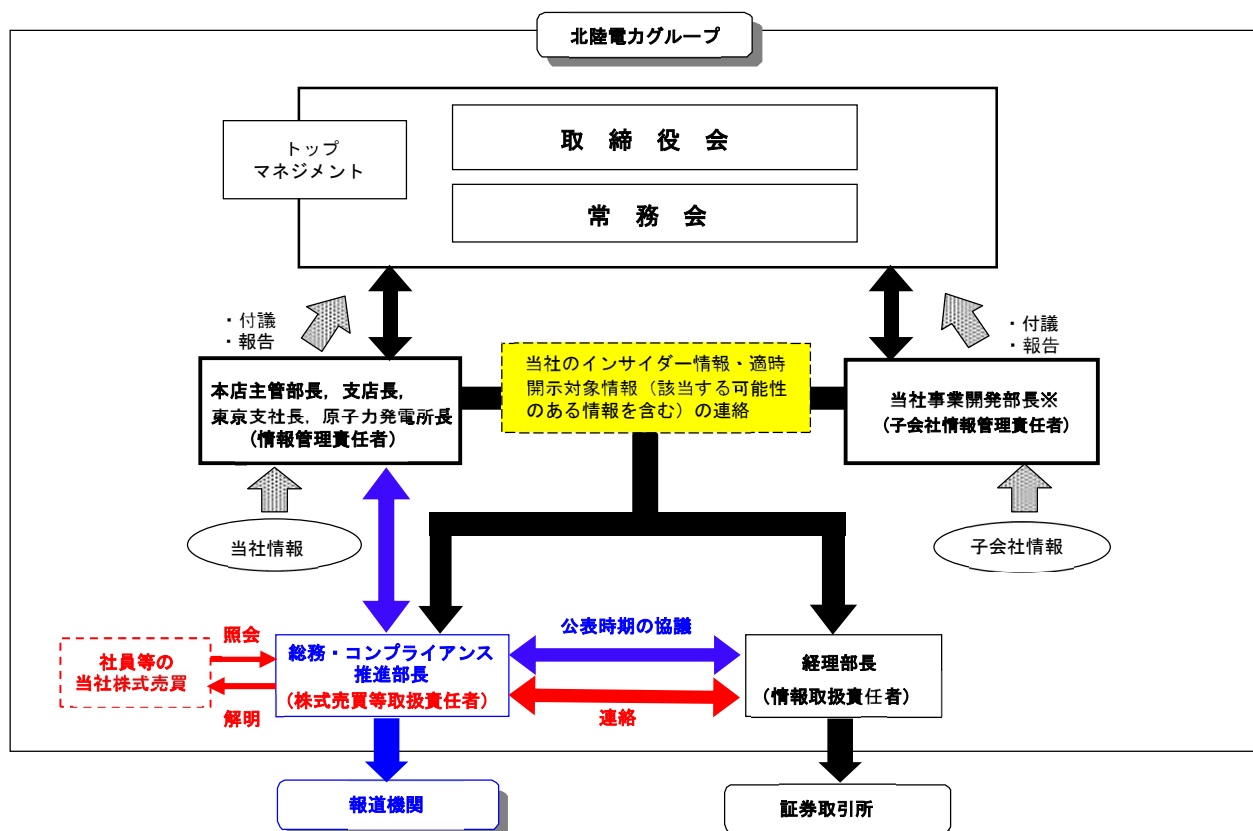 北陸電力グループ
取 締 役 会
トップ
マネジメント
常 務 会
・付議
・報告
・付議
・報告
本店主管部長，支店長，
東京支社長，原子力発電所長
（情報管理責任者）
当社のインサイダー情報・適時
開示対象情報（該当する可能性
のある情報を含む）の連絡
当社事業開発部長※
（子会社情報管理責任者）
当社情報
子会社情報
照会
社員等の
当社株式売買
解明
総務・コンプライアンス
推進部長
（株式売買等取扱責任者）
公表時期の協議
連絡
経理部長
（情報取扱責任者）
報道機関
証券取引所